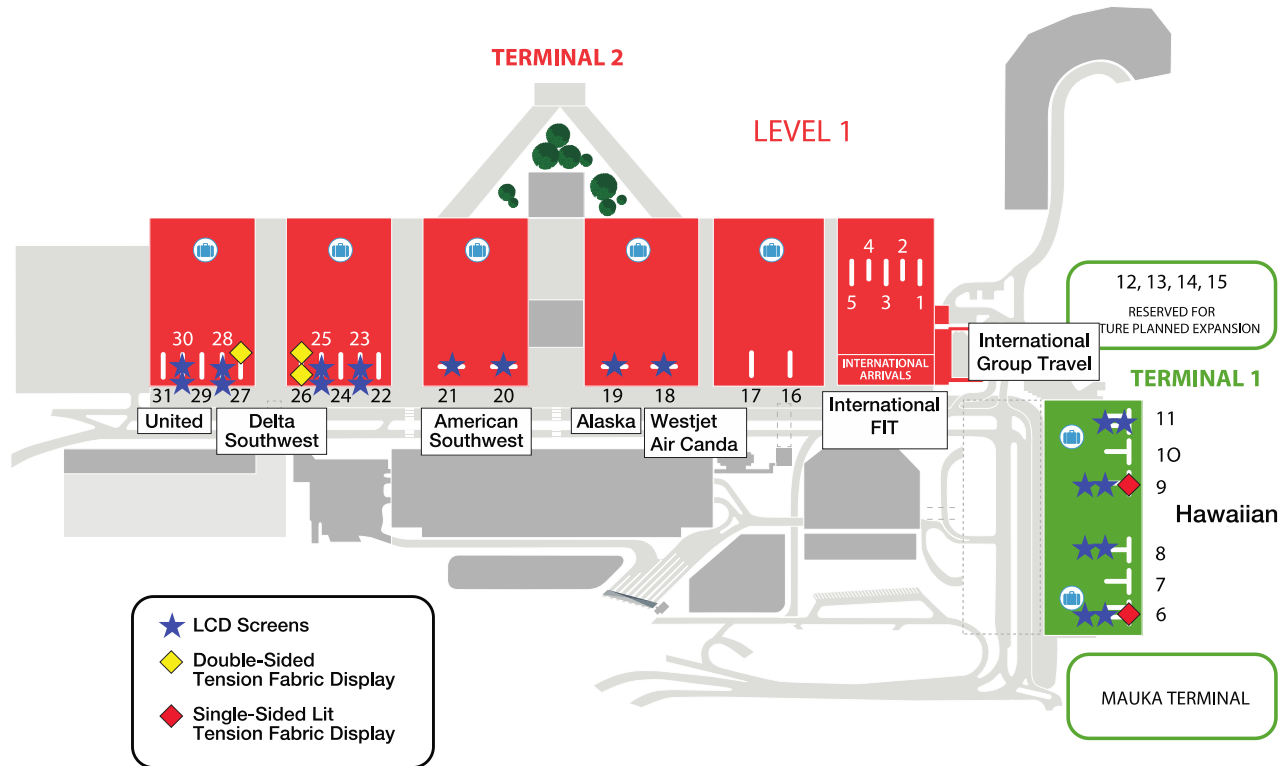 TERMINAL 2
LEVEL 1
4 2
5 3 1
12, 13, 14, 15
RESERVED FOR
TURE PLANNED EXPANSION
30 28
25 23
INTERNATIONAL
ARRIVALS
International
Group Travel
31 29 27
26 24 22
21 20
19 18
17 16
TERMINAL 1
United
Delta
Southwest
American
Southwest
Alaska
Westjet
Air Canda
International
FIT
11
10
9
Hawaiian
8
7
6
LCD Screens
Double-Sided
Tension Fabric Display
Single-Sided Lit
Tension Fabric Display
MAUKA TERMINAL